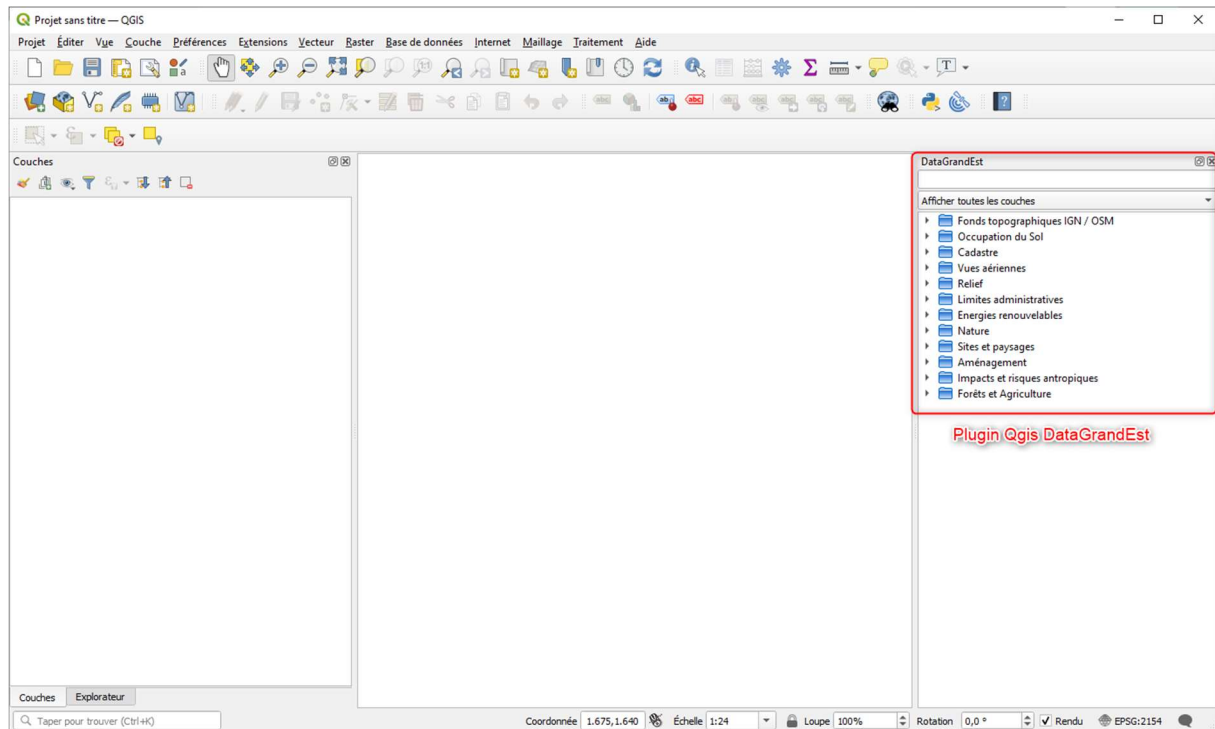 Projet sans titre — QGIS
Projet Éditer Vue Couche Préférences Extensions Vecteur Raster Base de données Internet Maillage Traitement Aide
Couches
DataGrandEst
Afficher toutes les couches
Fonds topographiques IGN / OSM
Occupation du Sol
Cadastre
Vues aériennes
Relief
Limites administratives
Energies renouvelables
Nature
Sites et paysages
Aménagement
Impacts et risques antropiques
Forêts et Agriculture
Plugin Qgis DataGrandEst
Couches Explorateur
Taper pour trouver (Ctrl+K) Coordonnée 1.675,1.640 Échelle 1:24 Loupe 100% Rotation 0,0 ° Rendu EPSG:2154